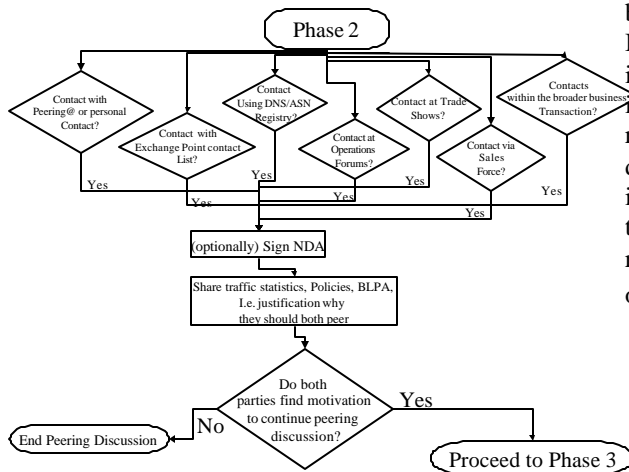 Phase 2
Contact with
Peering@ or personal
Contact?
Contact with
Exchange Point contact
List?
Contact
Using DNS/ASN
Registry?
Contact at
Operations
Forums?
Contact at Trade
Shows?
Contact via
Sales
Force?
Contacts
within the broader business
Transaction?
Yes
Yes
Yes
Yes
Yes
Yes
Yes
(optionally) Sign NDA
Share traffic statistics, Policies, BLPA,
I.e. justification why
they should both peer
Do both
parties find motivation
to continue peering
discussion?
No
Yes
End Peering Discussion
Proceed to Phase 3